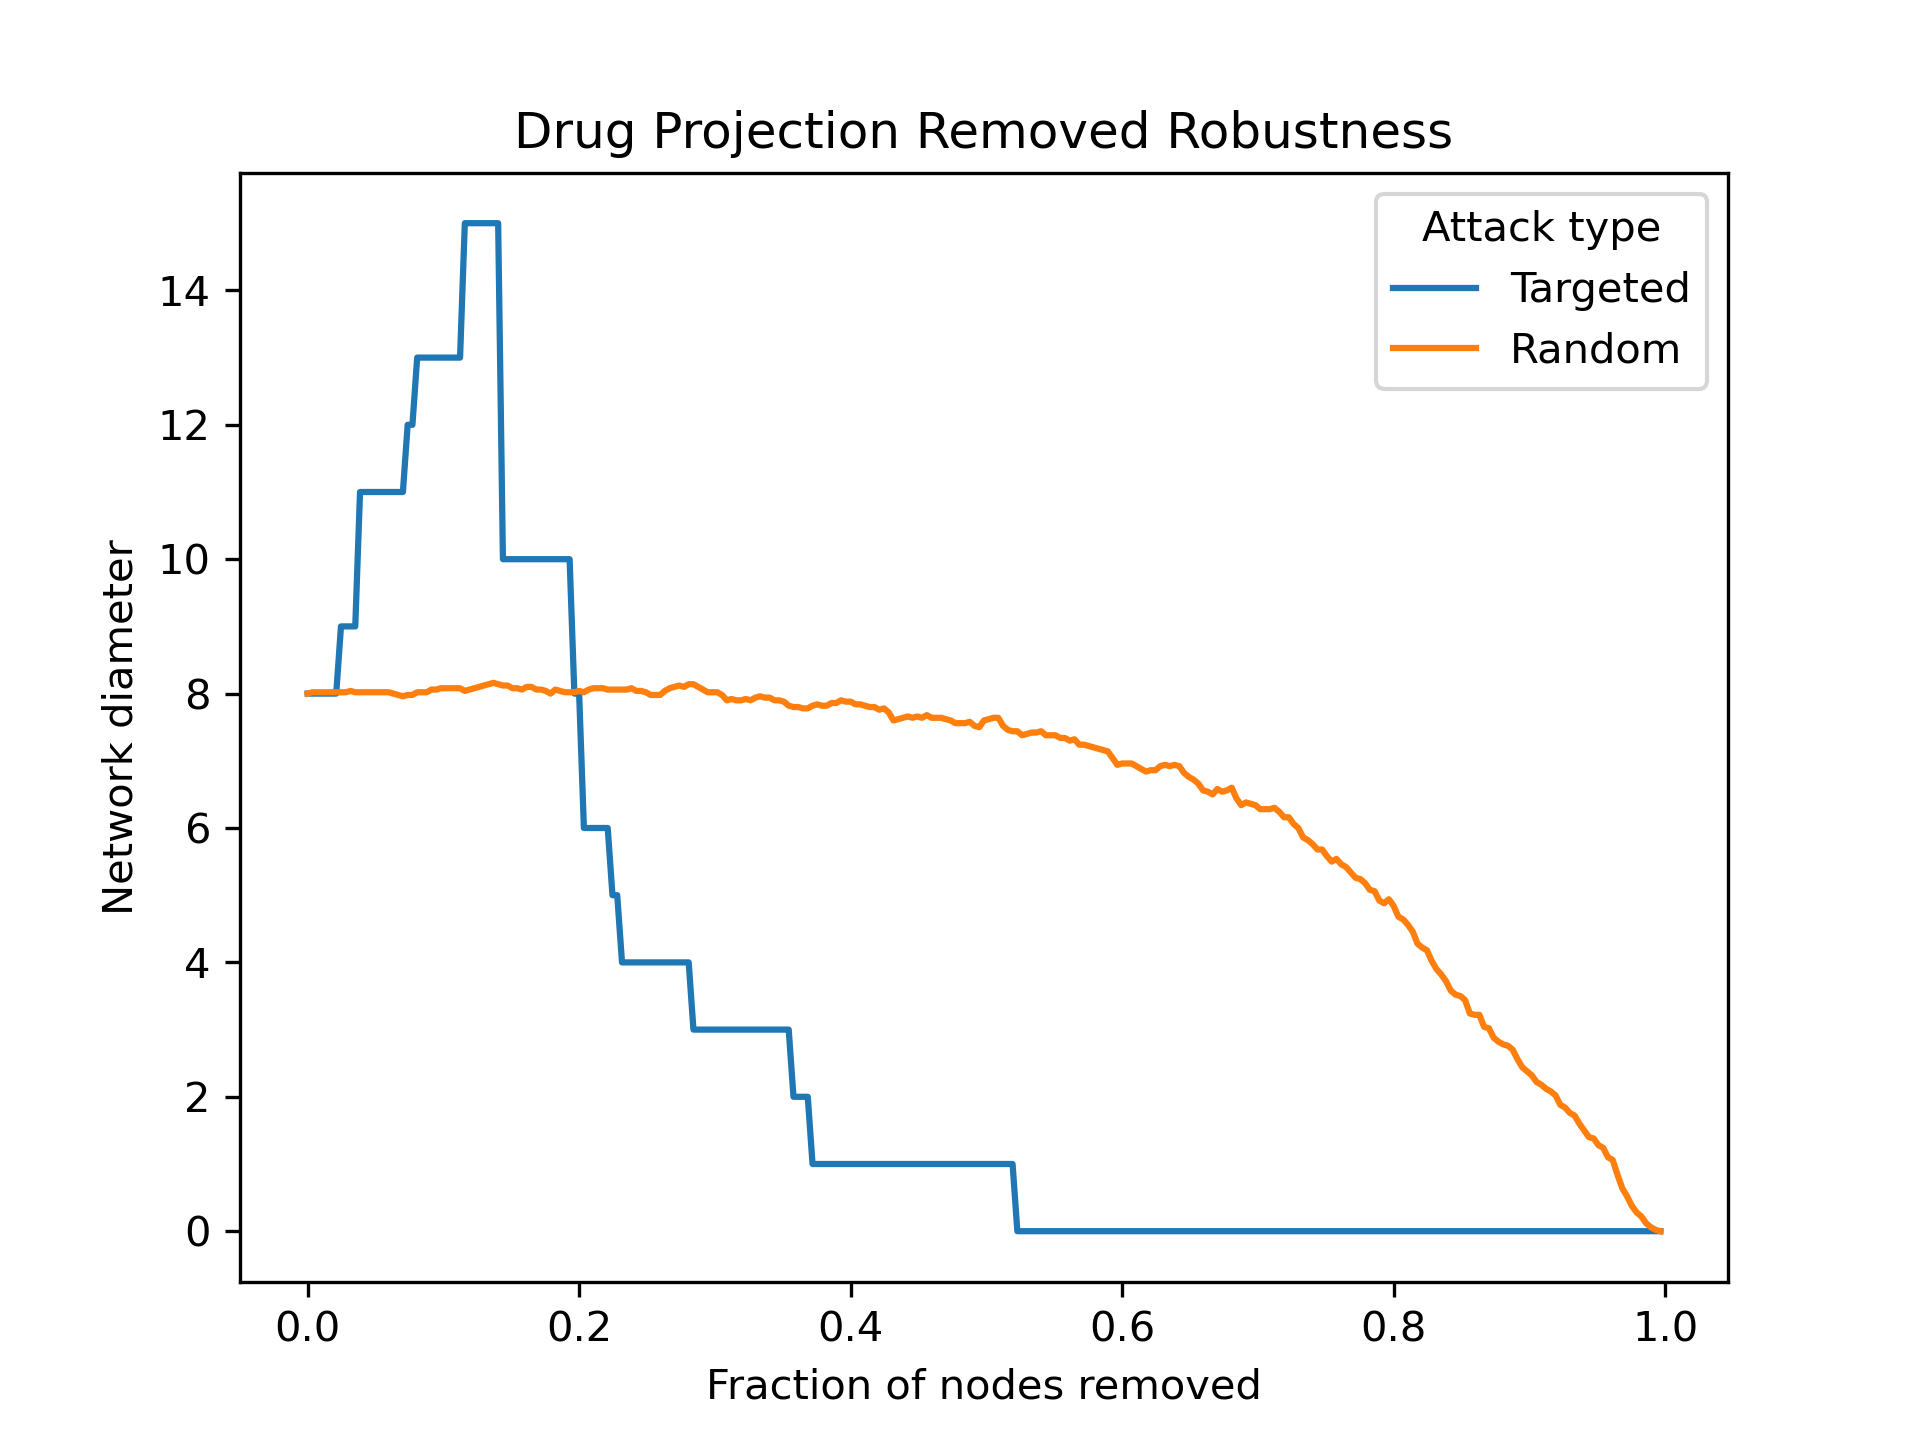 Drug Projection Removed Robustness
Attack type
Targeted
Random
Network diameter
14
12
10
8
6
4
2
0
0.0 0.2 0.4 0.6 0.8 1.0
Fraction of nodes removed